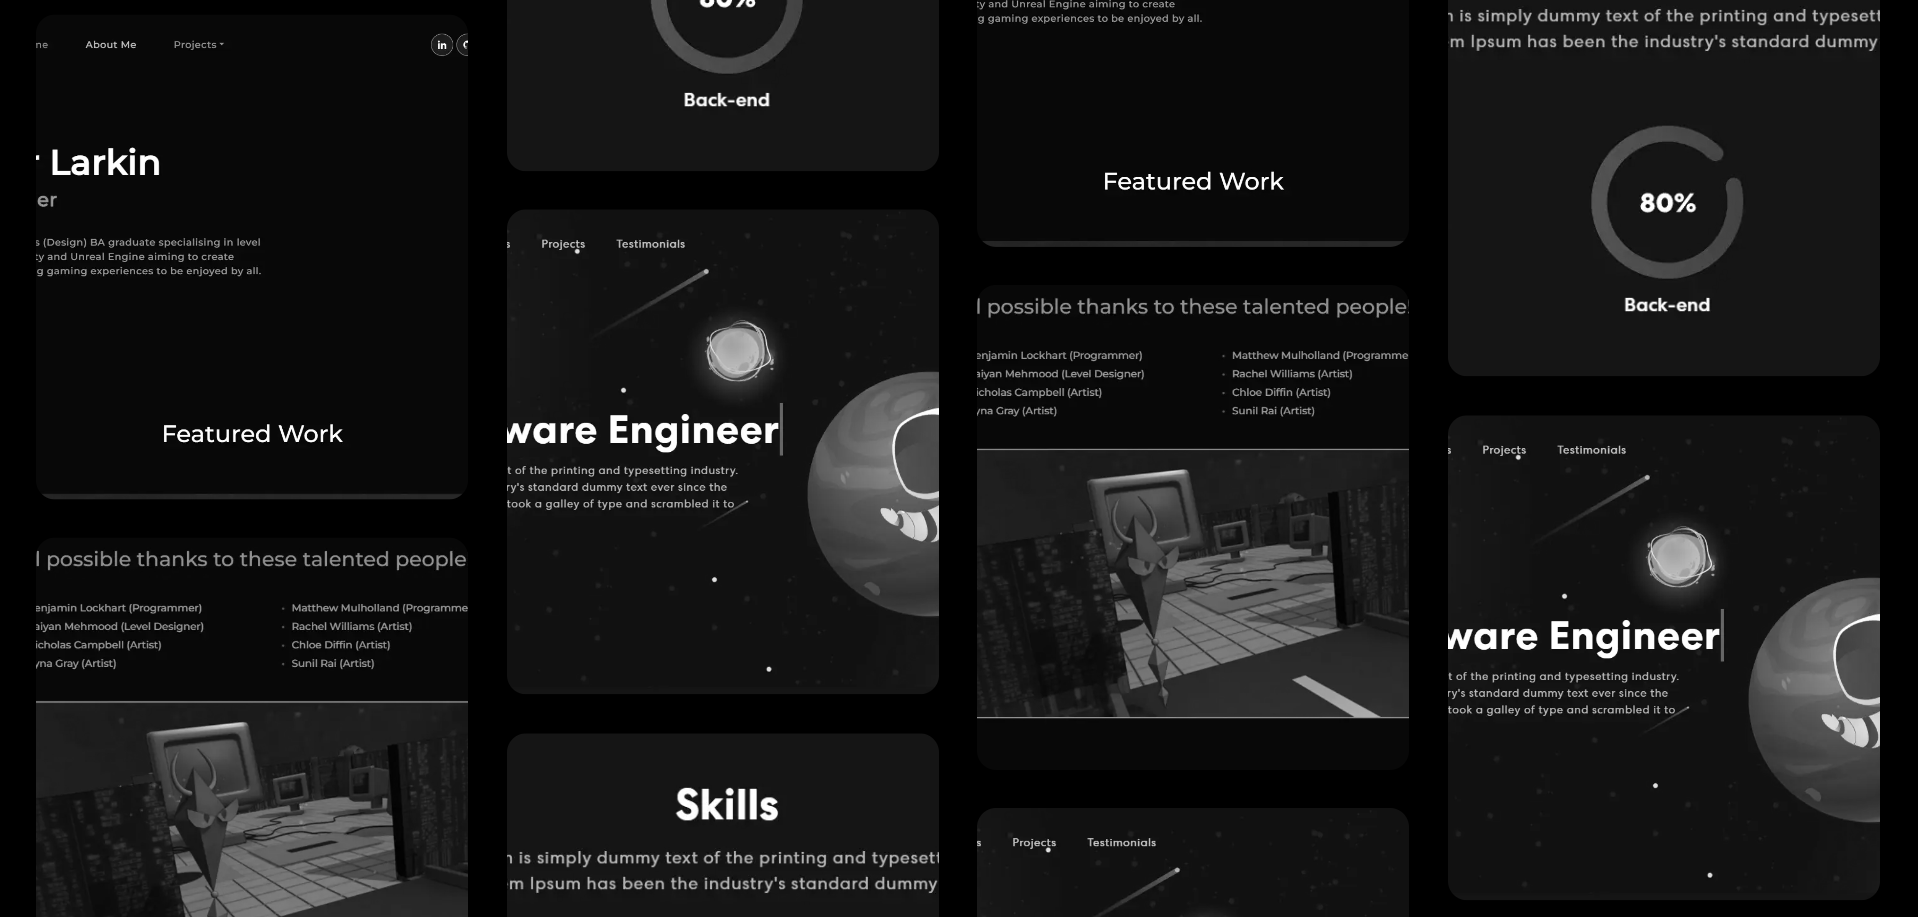 About Me
Projects
in
Larkin
(Design) BA graduate specialising in level
and Unreal Engine aiming to create
gaming experiences to be enjoyed by all.
Featured Work
possible thanks to these talented people
enjamin Lockhart (Programmer)
aiyan Mehmood (Level Designer)
icholas Campbell (Artist)
yna Gray (Artist)
Matthew Mulholland (Programme
Rachel Williams (Artist)
Chloe Diffin (Artist)
Sunil Rai (Artist)
80%
Back-end
s Projects Testimonials
ware Engineer
t of the printing and typesetting industry.
ry's standard dummy text ever since the
took a galley of type and scrambled it to
Skills
is simply dummy text of the printing and typesett
em Ipsum has been the industry's standard dummy
ty and Unreal Engine aiming to create
g gaming experiences to be enjoyed by all.
Featured Work
possible thanks to these talented people!
enjamin Lockhart (Programmer)
aiyan Mehmood (Level Designer)
icholas Campbell (Artist)
yna Gray (Artist)
Matthew Mulholland (Programme
Rachel Williams (Artist)
Chloe Diffin (Artist)
Sunil Rai (Artist)
s Projects Testimonials
is simply dummy text of the printing and typesett
em Ipsum has been the industry's standard dummy
80%
Back-end
s Projects Testimonials
ware Engineer
t of the printing and typesetting industry.
ry's standard dummy text ever since the
took a galley of type and scrambled it to